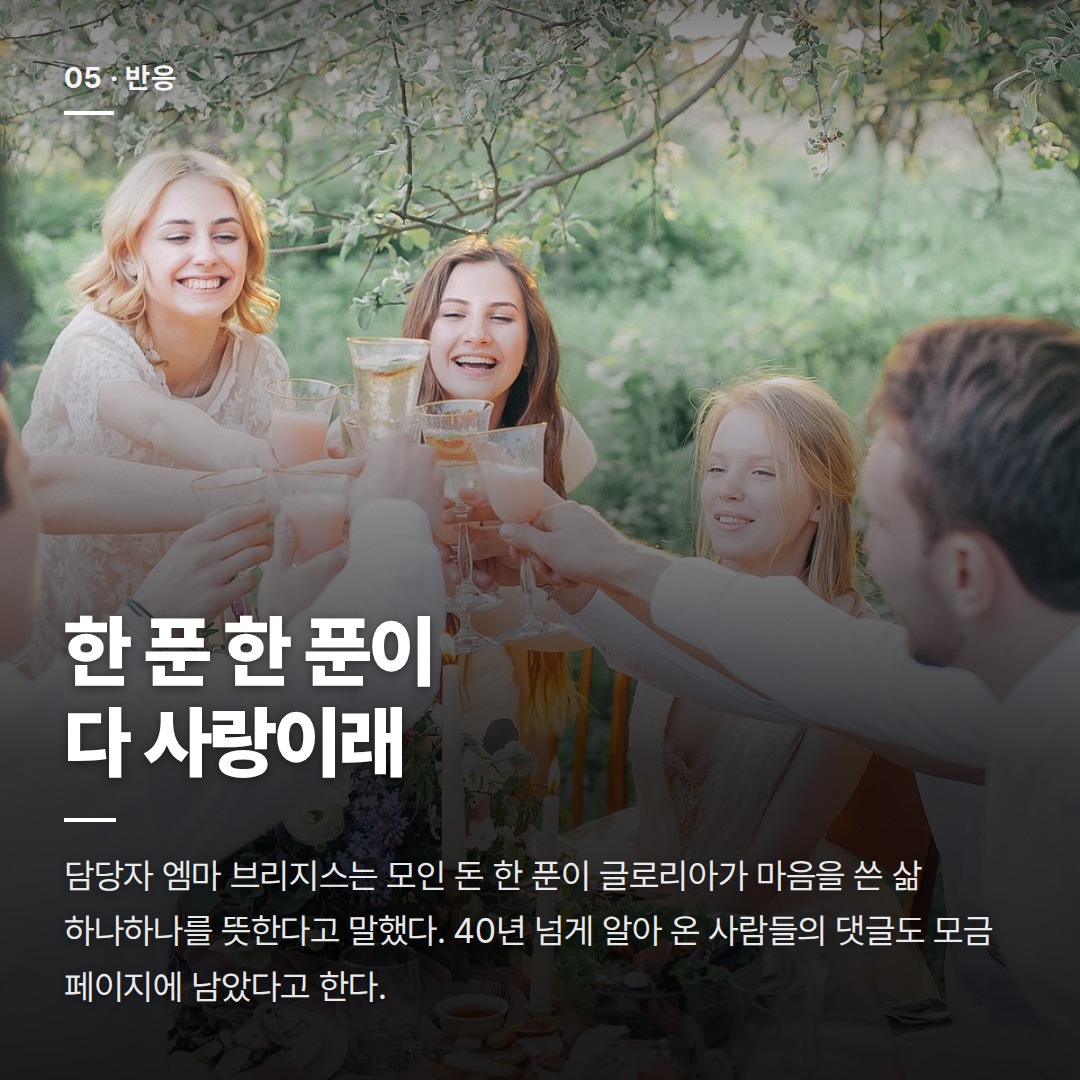 05 · 반응
한 푼 한 푼이
다 사랑이래
담당자 엠마 브리지스는 모인 돈 한 푼이 글로리아가 마음을 쓴 삶
하나하나를 뜻한다고 말했다. 40년 넘게 알아 온 사람들의 댓글도 모금
페이지에 남았다고 한다.